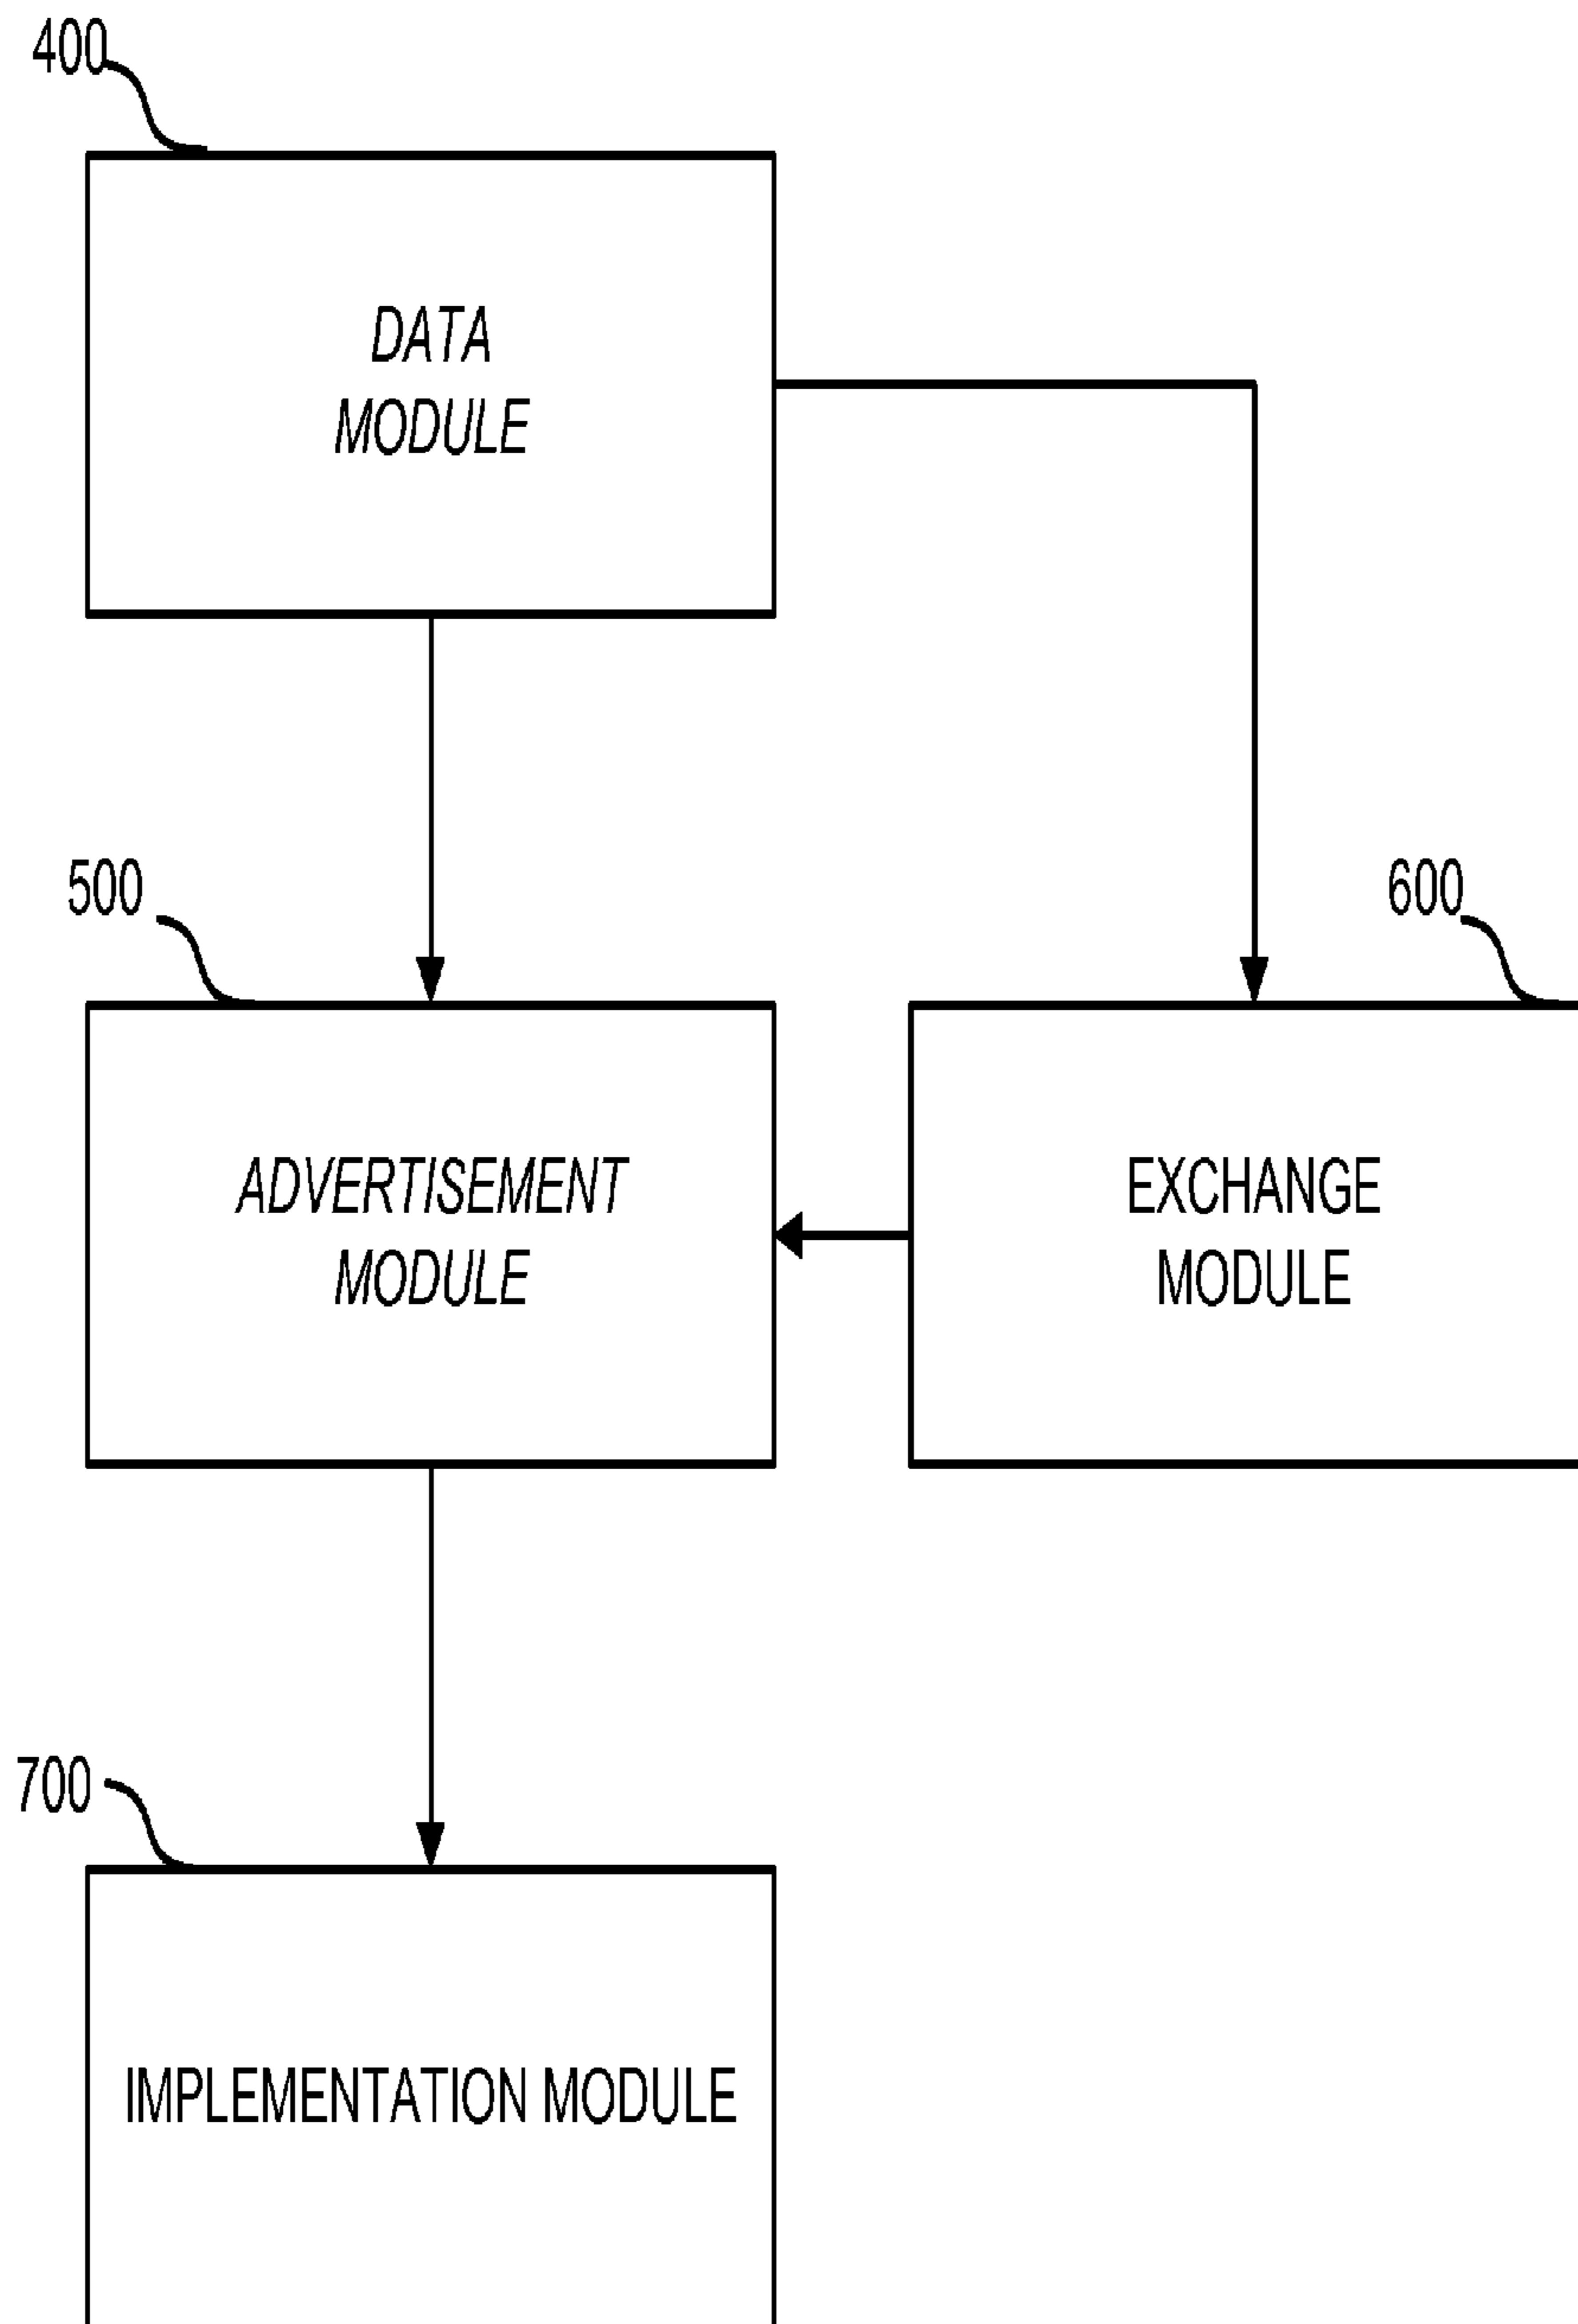 400
DATA
MODULE
500
600
ADVERTISEMENT
MODULE
EXCHANGE
MODULE
700
IMPLEMENTATION MODULE